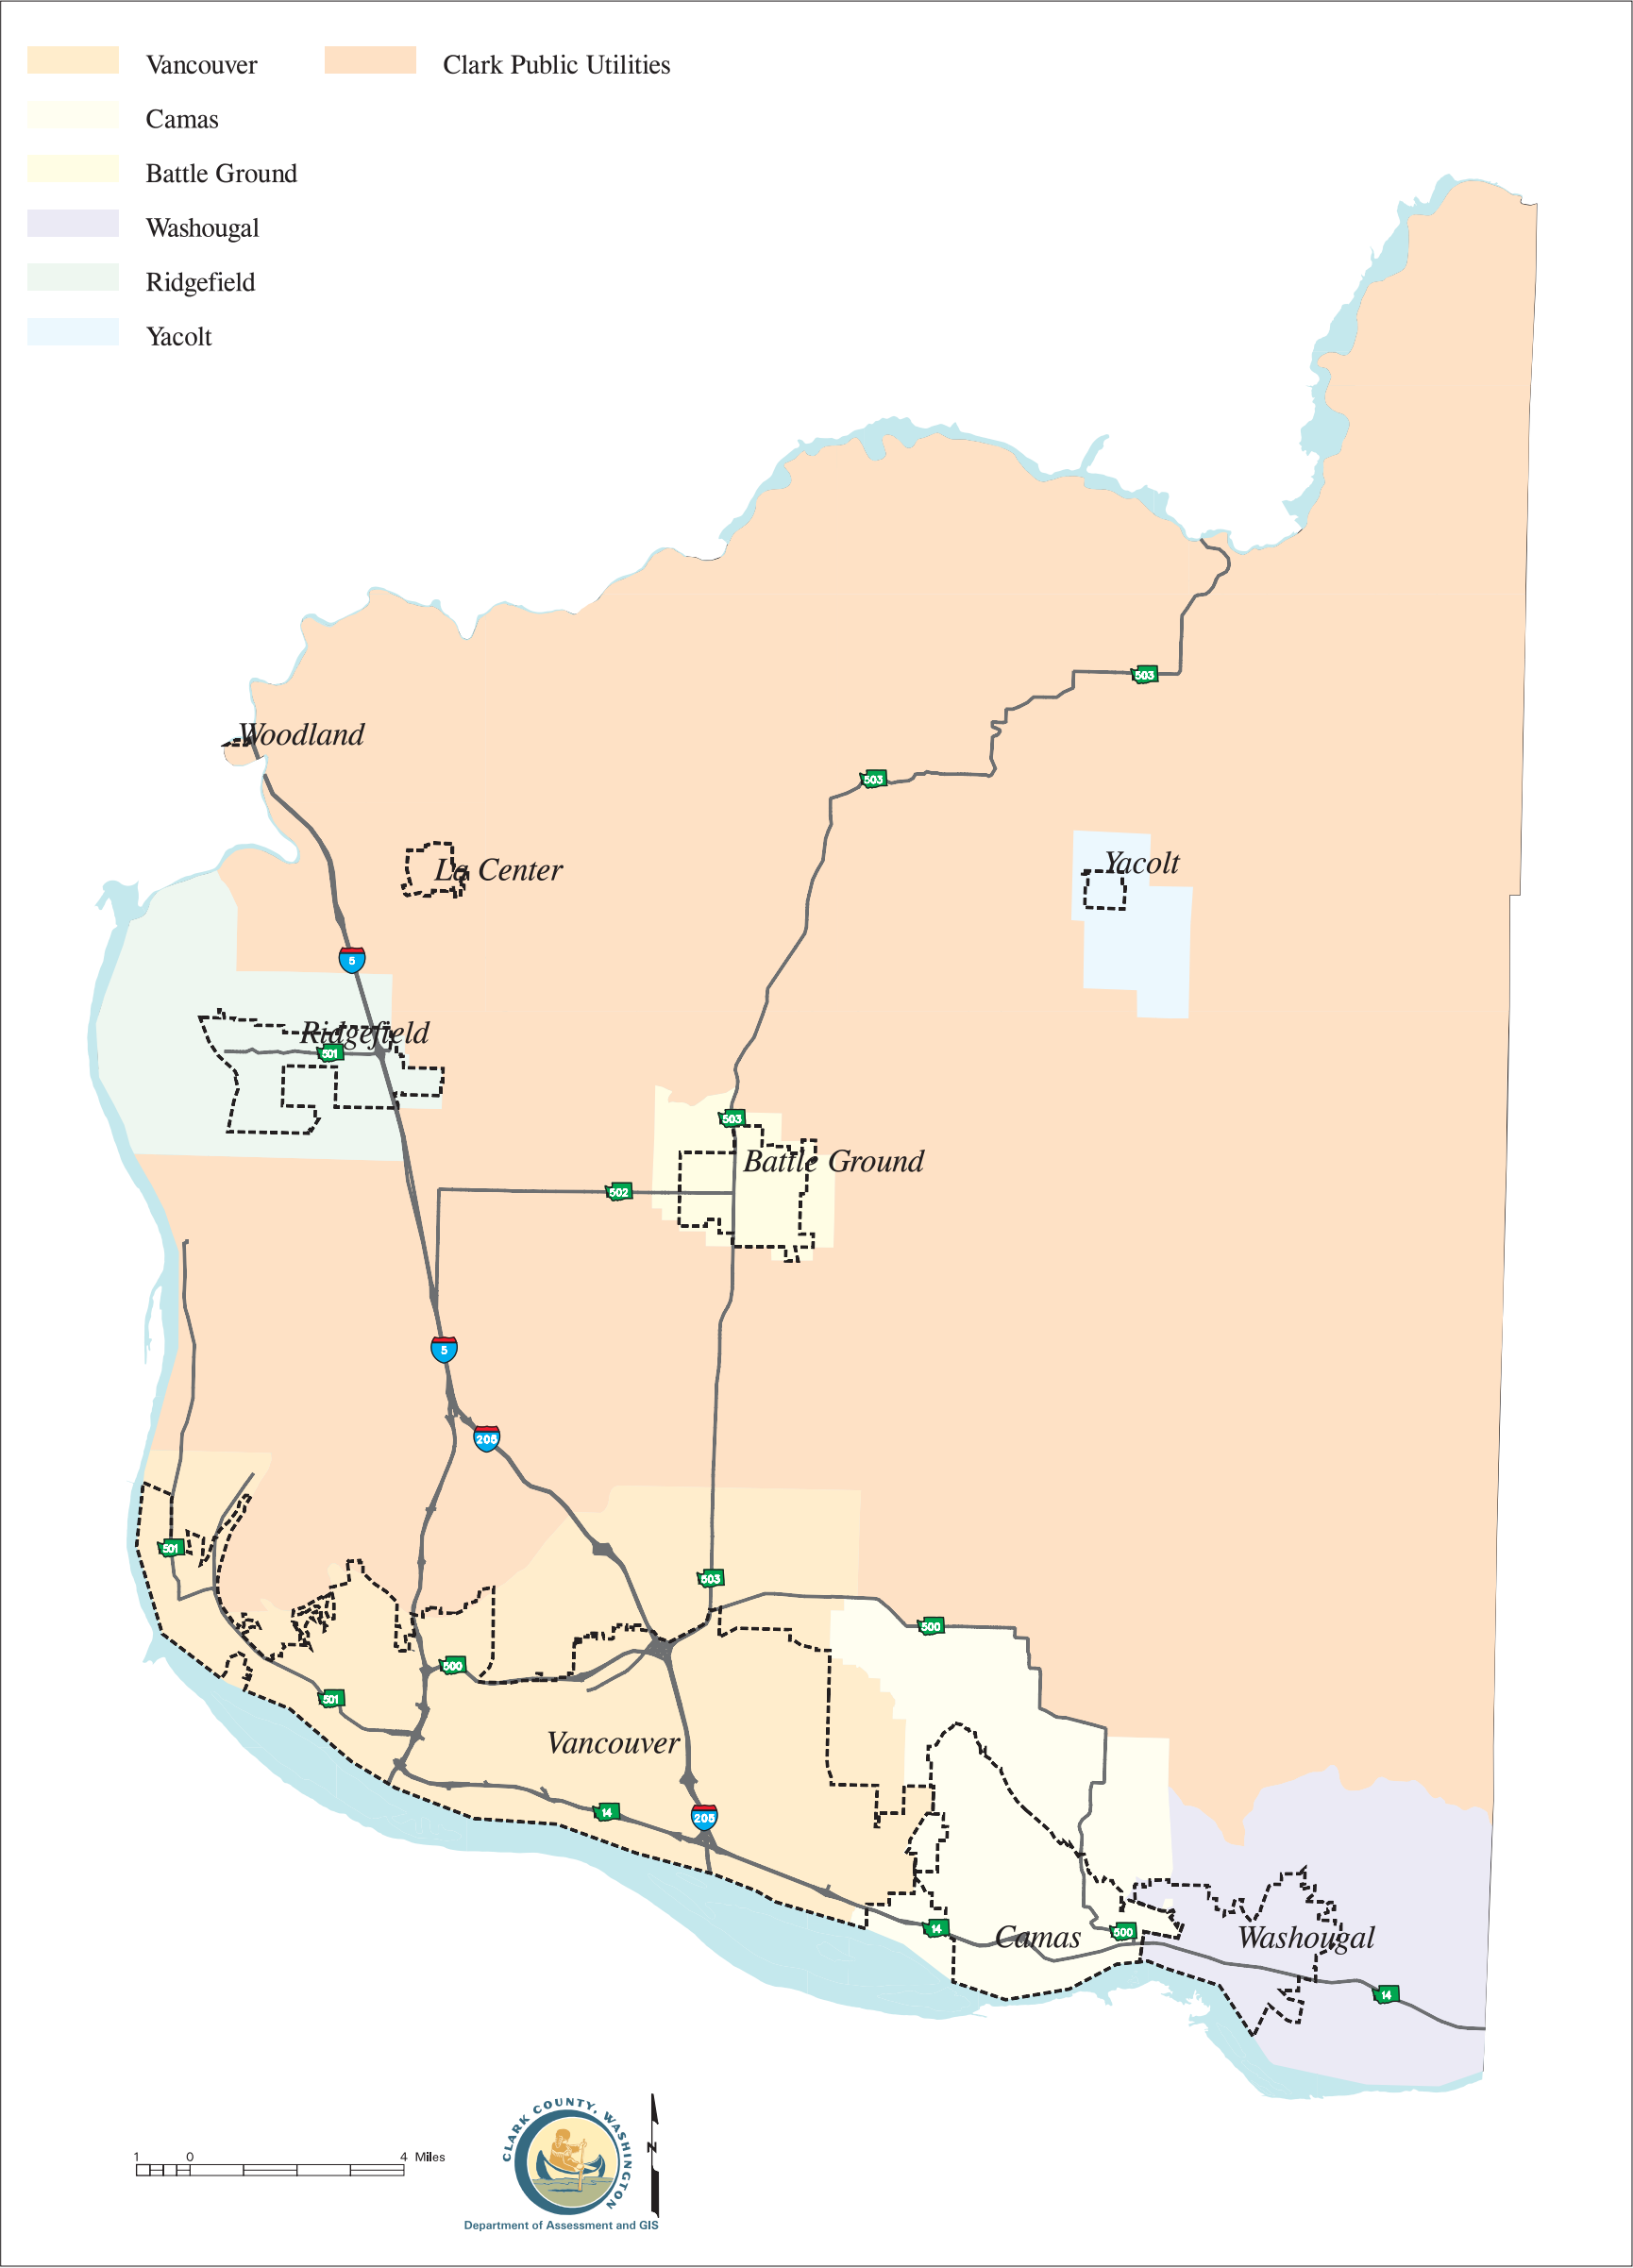 Vancouver
Clark Public Utilities
Camas
Battle Ground
Washougal
Ridgefield
Yacolt
503
Woodland
503
Yacolt
La Center
5
Ridgefield
501
503
Battle Ground
502
5
205
501
503
500
500
501
Vancouver
14
205
14
Camas
500
Washougal
14
CLARK COUNTY, WASHINGTON
N
1 0 4 Miles
Department of Assessment and GIS